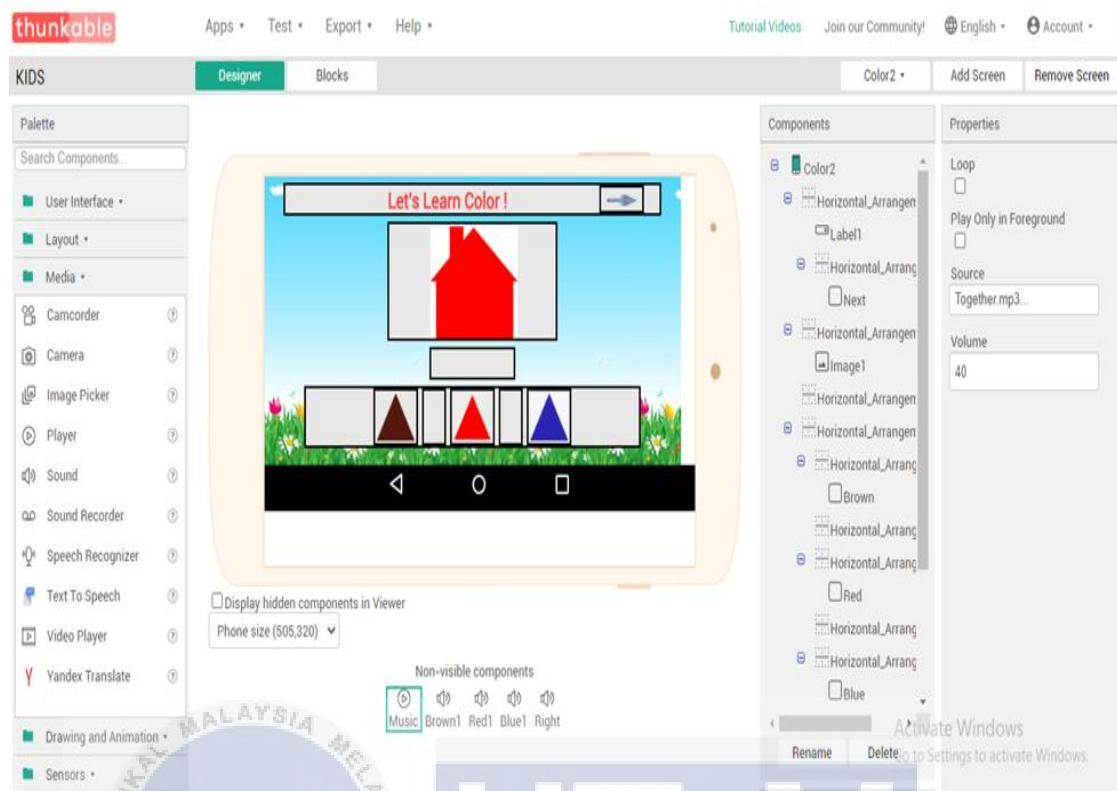 thunkable Apps Test Export Help Tutorial Videos Join our Community! English Account
KIDS Designer Blocks Color2 Add Screen Remove Screen
Palette
Search Components...
User Interface
Layout
Media
Camcorder
Camera
Image Picker
Player
Sound
Sound Recorder
Speech Recognizer
Text To Speech
Video Player
Yandex Translate
Drawing and Animation
Sensors
Let's Learn Color !
Display hidden components in Viewer
Phone size (505,320)
Non-visible components
Music Brown1 Red1 Blue1 Right
Components
Color2
Horizontal_Arrangem
Label1
Horizontal_Arrang
Next
Horizontal_Arrangem
Image1
Horizontal_Arrangem
Horizontal_Arrangem
Horizontal_Arrang
Brown
Horizontal_Arrang
Horizontal_Arrang
Red
Horizontal_Arrang
Horizontal_Arrang
Blue
Rename Delete
Properties
Loop
Play Only in Foreground
Source
Together.mp3...
Volume
40
Activate Windows
Go to Settings to activate Windows.
MALAYSIA